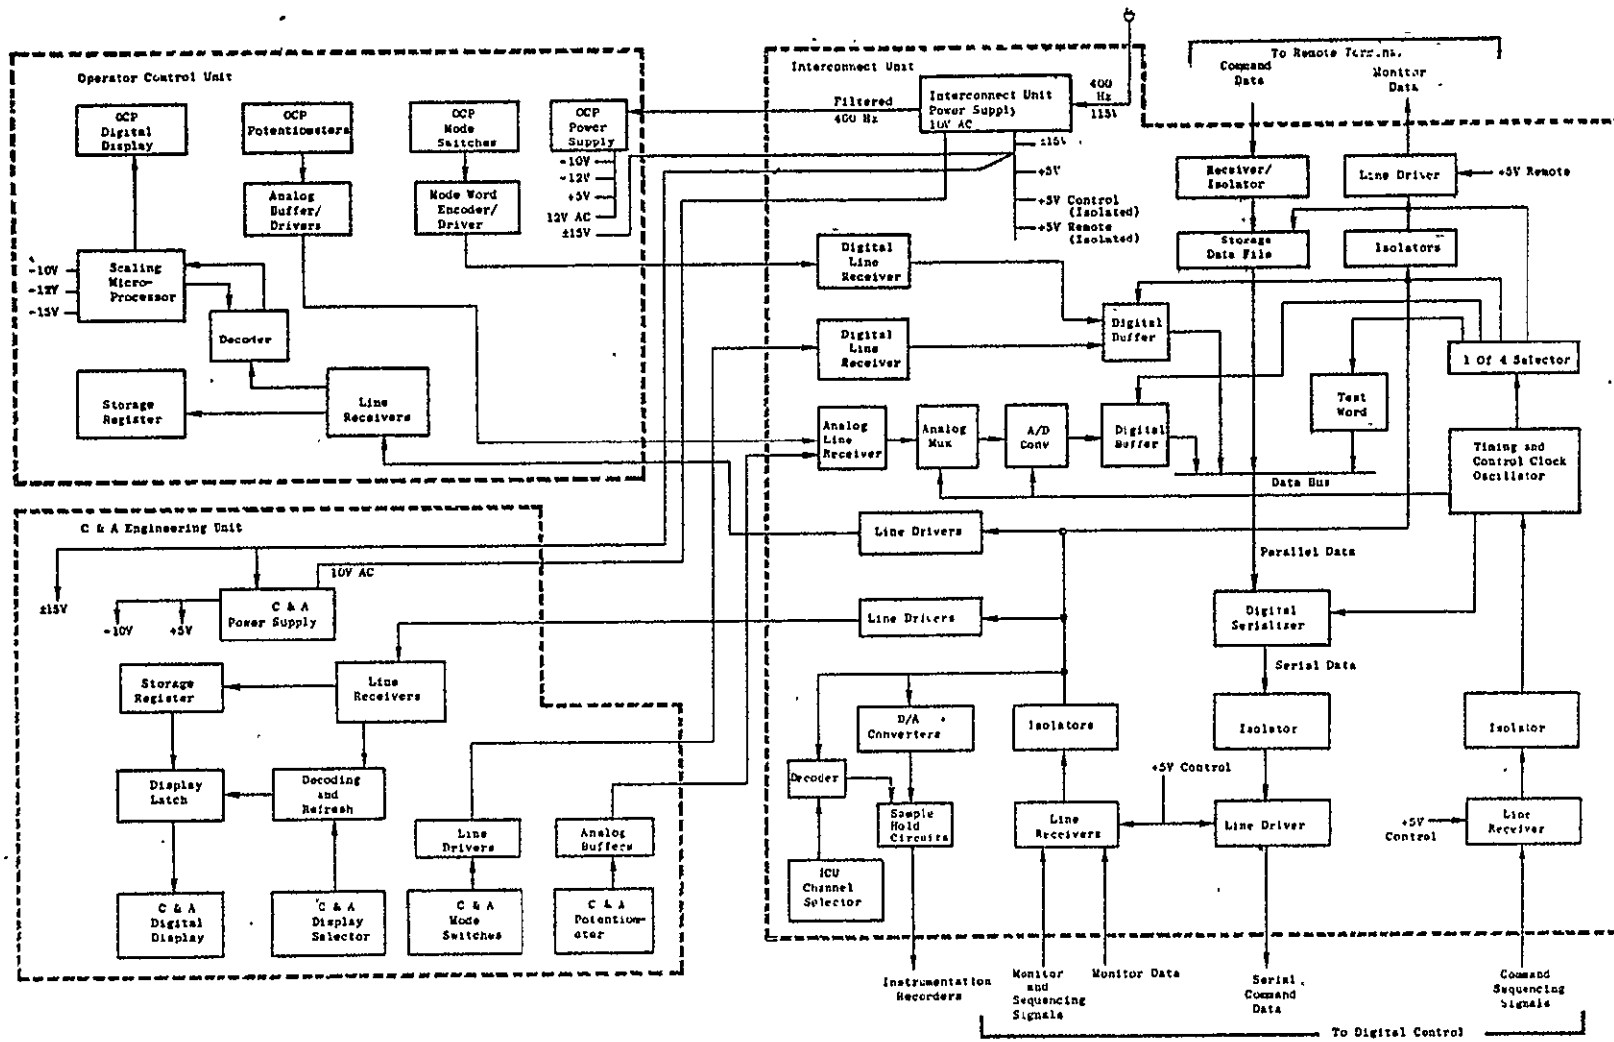 Operator Control Unit
OCP
Digital
Display
OCP
Potentiometers
OCP
Mode
Switches
OCP
Power
Supply
-10V
-12V
+5V
12V AC
±15V
Analog
Buffer/
Drivers
Mode Word
Encoder/
Driver
-10V
-12V
-15V
Scaling
Micro-
Processor
Decoder
Storage
Register
Line
Receivers
Interconnect Unit
Filtered
400 Hz
Interconnect Unit
Power Supply
10V AC
400
Hz
±15V
+5V
+5V Control
(Isolated)
+5V Remote
(Isolated)
To Remote
Command
Data
Monitor
Data
Receiver/
Isolator
Line Driver
+5V Remote
Storage
Data File
Isolators
Digital
Line
Receiver
Digital
Line
Receiver
Digital
Buffer
1 Of 4 Selector
Test
Word
Analog
Line
Receiver
Analog
Mux
A/D
Conv
Digital
Buffer
Timing and
Control Clock
Oscillator
Data Bus
Line Drivers
Parallel Data
Line Drivers
Digital
Serializer
Serial Data
D/A
Converters
Isolators
Isolator
Isolator
Decoder
Sample
Hold
Circuits
+5V Control
Line
Receivers
Line Driver
+5V
Control
Line
Receiver
ICU
Channel
Selector
C & A Engineering Unit
±15V
10V AC
-10V
+5V
C & A
Power Supply
Storage
Register
Line
Receivers
Display
Latch
Decoding
and
Refresh
Line
Drivers
Analog
Buffers
C & A
Digital
Display
C & A
Display
Selector
C & A
Mode
Switches
C & A
Potentiom-
eter
Instrumentation
Recorders
Monitor
and
Sequencing
Signals
Monitor Data
Serial
Command
Data
Command
Sequencing
Signals
To Digital Control